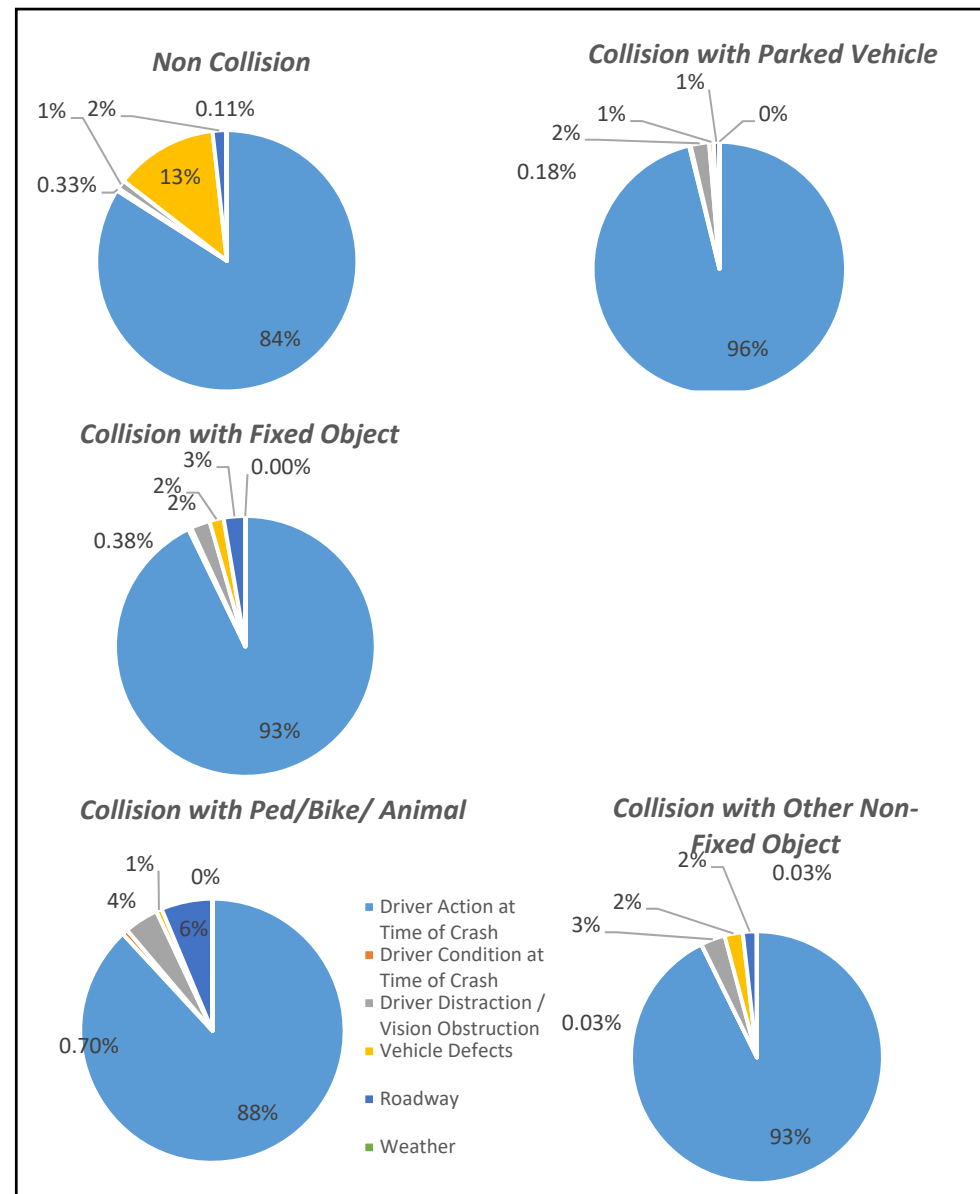 Non Collision
1%
2%
0.11%
0.33%
13%
84%
Collision with Parked Vehicle
1%
1%
0%
2%
0.18%
96%
Collision with Fixed Object
3%
0.00%
2%
2%
0.38%
93%
Collision with Ped/Bike/ Animal
1%
0%
4%
6%
0.70%
88%
Driver Action at
Time of Crash
Driver Condition at
Time of Crash
Driver Distraction /
Vision Obstruction
Vehicle Defects
Roadway
Weather
Collision with Other Non-
Fixed Object
2%
0.03%
2%
3%
0.03%
93%